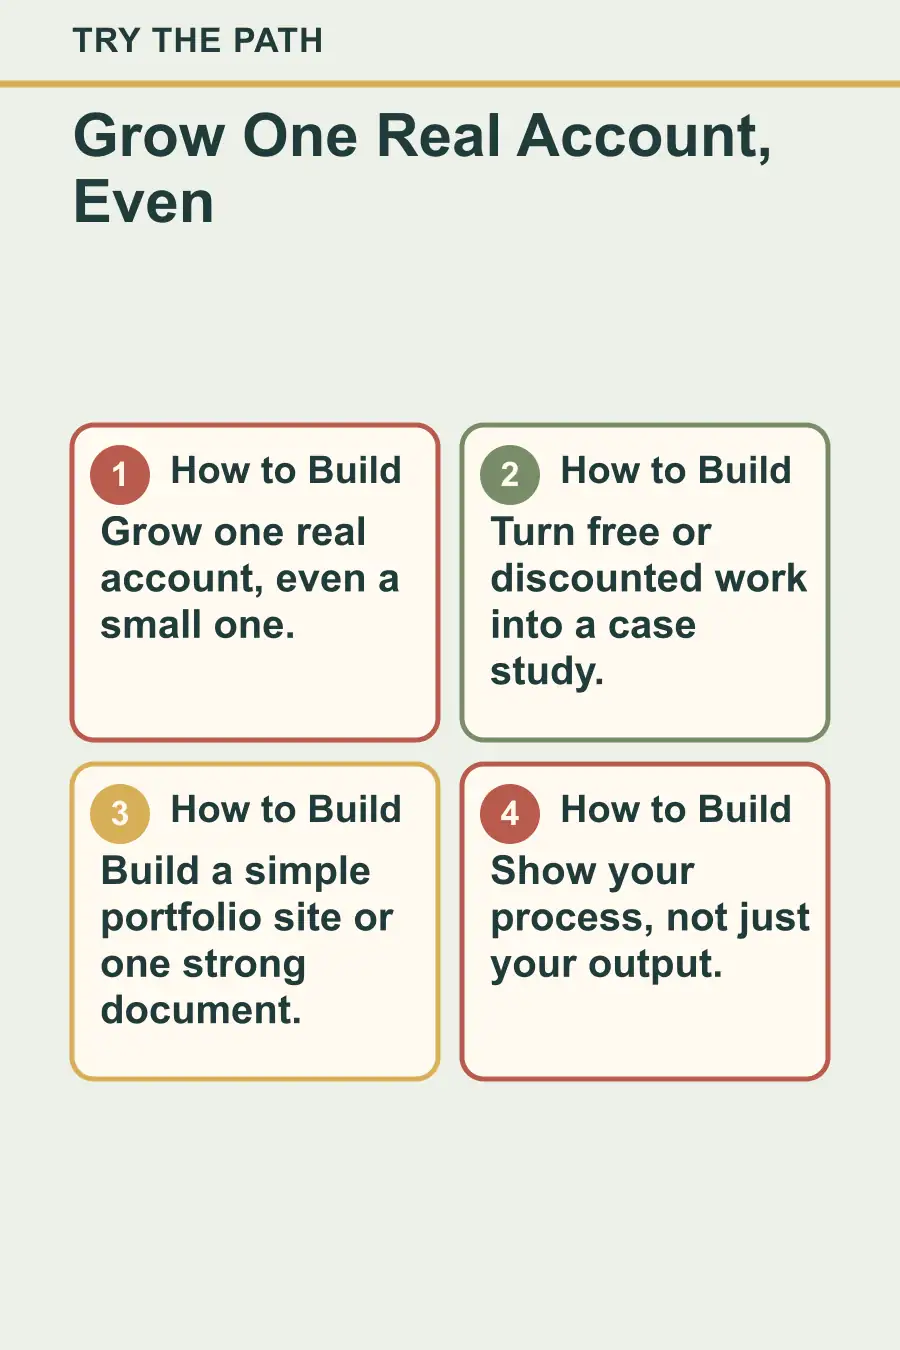 TRY THE PATH
Grow One Real Account,
Even
1 How to Build
Grow one real
account, even a
small one.
2 How to Build
Turn free or
discounted work
into a case
study.
3 How to Build
Build a simple
portfolio site or
one strong
document.
4 How to Build
Show your
process, not just
your output.